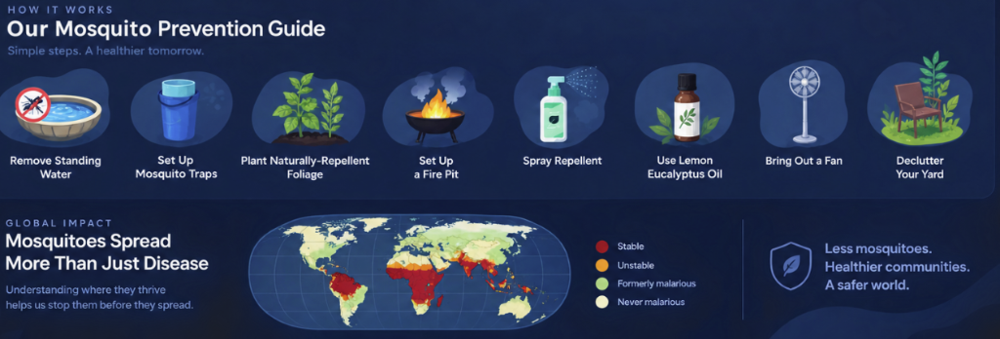 HOW IT WORKS
Our Mosquito Prevention Guide
Simple steps. A healthier tomorrow.
Remove Standing
Water
Set Up
Mosquito Traps
Plant Naturally-Repellent
Foliage
Set Up
a Fire Pit
Spray Repellent
Use Lemon
Eucalyptus Oil
Bring Out a Fan
Declutter
Your Yard
GLOBAL IMPACT
Mosquitoes Spread
More Than Just Disease
Understanding where they thrive
helps us stop them before they spread.
Stable
Unstable
Formerly malarious
Never malarious
Less mosquitoes.
Healthier communities.
A safer world.